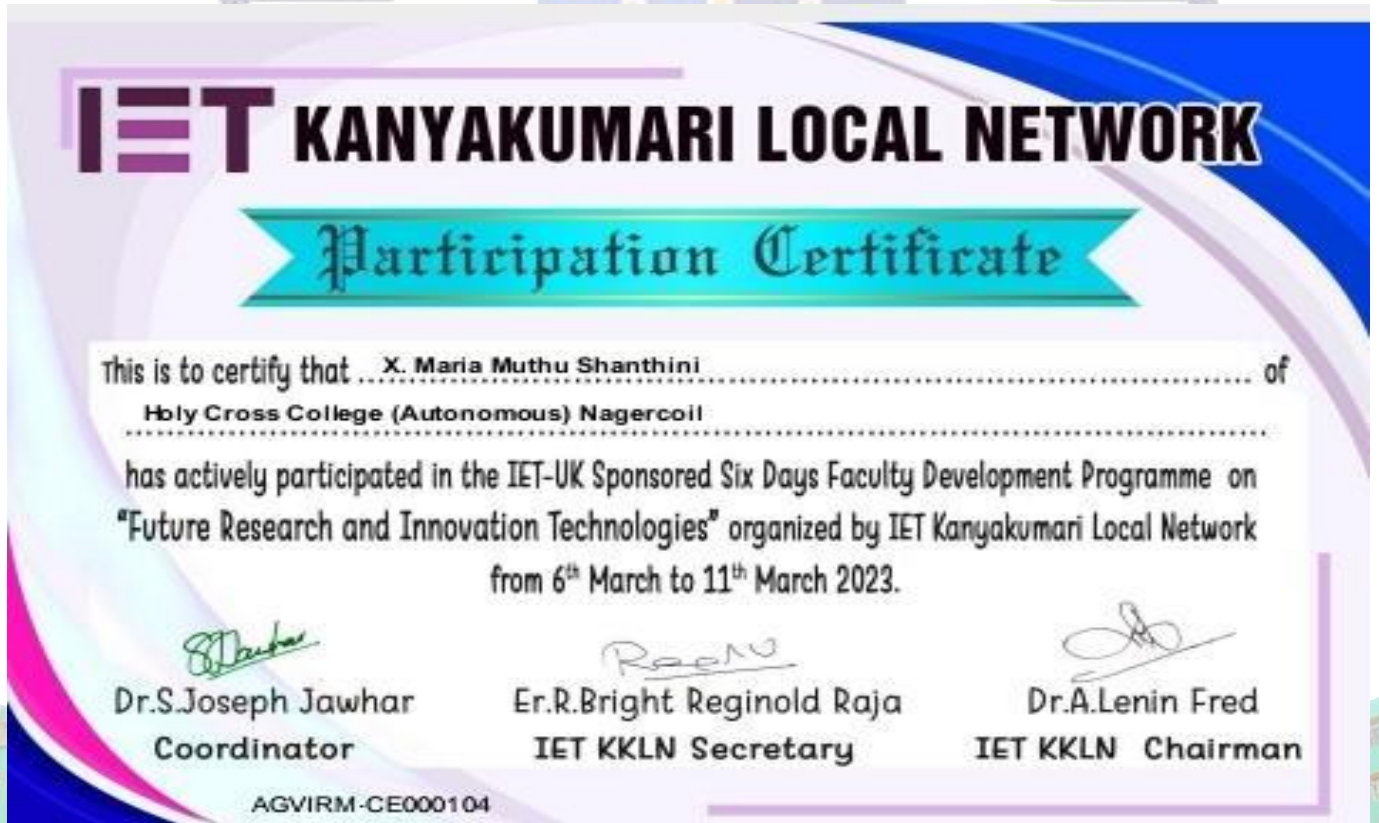 IET KANYAKUMARI LOCAL NETWORK
Participation Certificate
This is to certify that ...X. Maria Muthu Shanthini............................................................ of
Holy Cross College (Autonomous) Nagercoil
has actively participated in the IET-UK Sponsored Six Days Faculty Development Programme on
"Future Research and Innovation Technologies" organized by IET Kanyakumari Local Network
from 6th March to 11th March 2023.
Dr.S.Joseph Jawhar Er.R.Bright Reginold Raja Dr.A.Lenin Fred
Coordinator IET KKLN Secretary IET KKLN Chairman
AGVIRM-CE000104